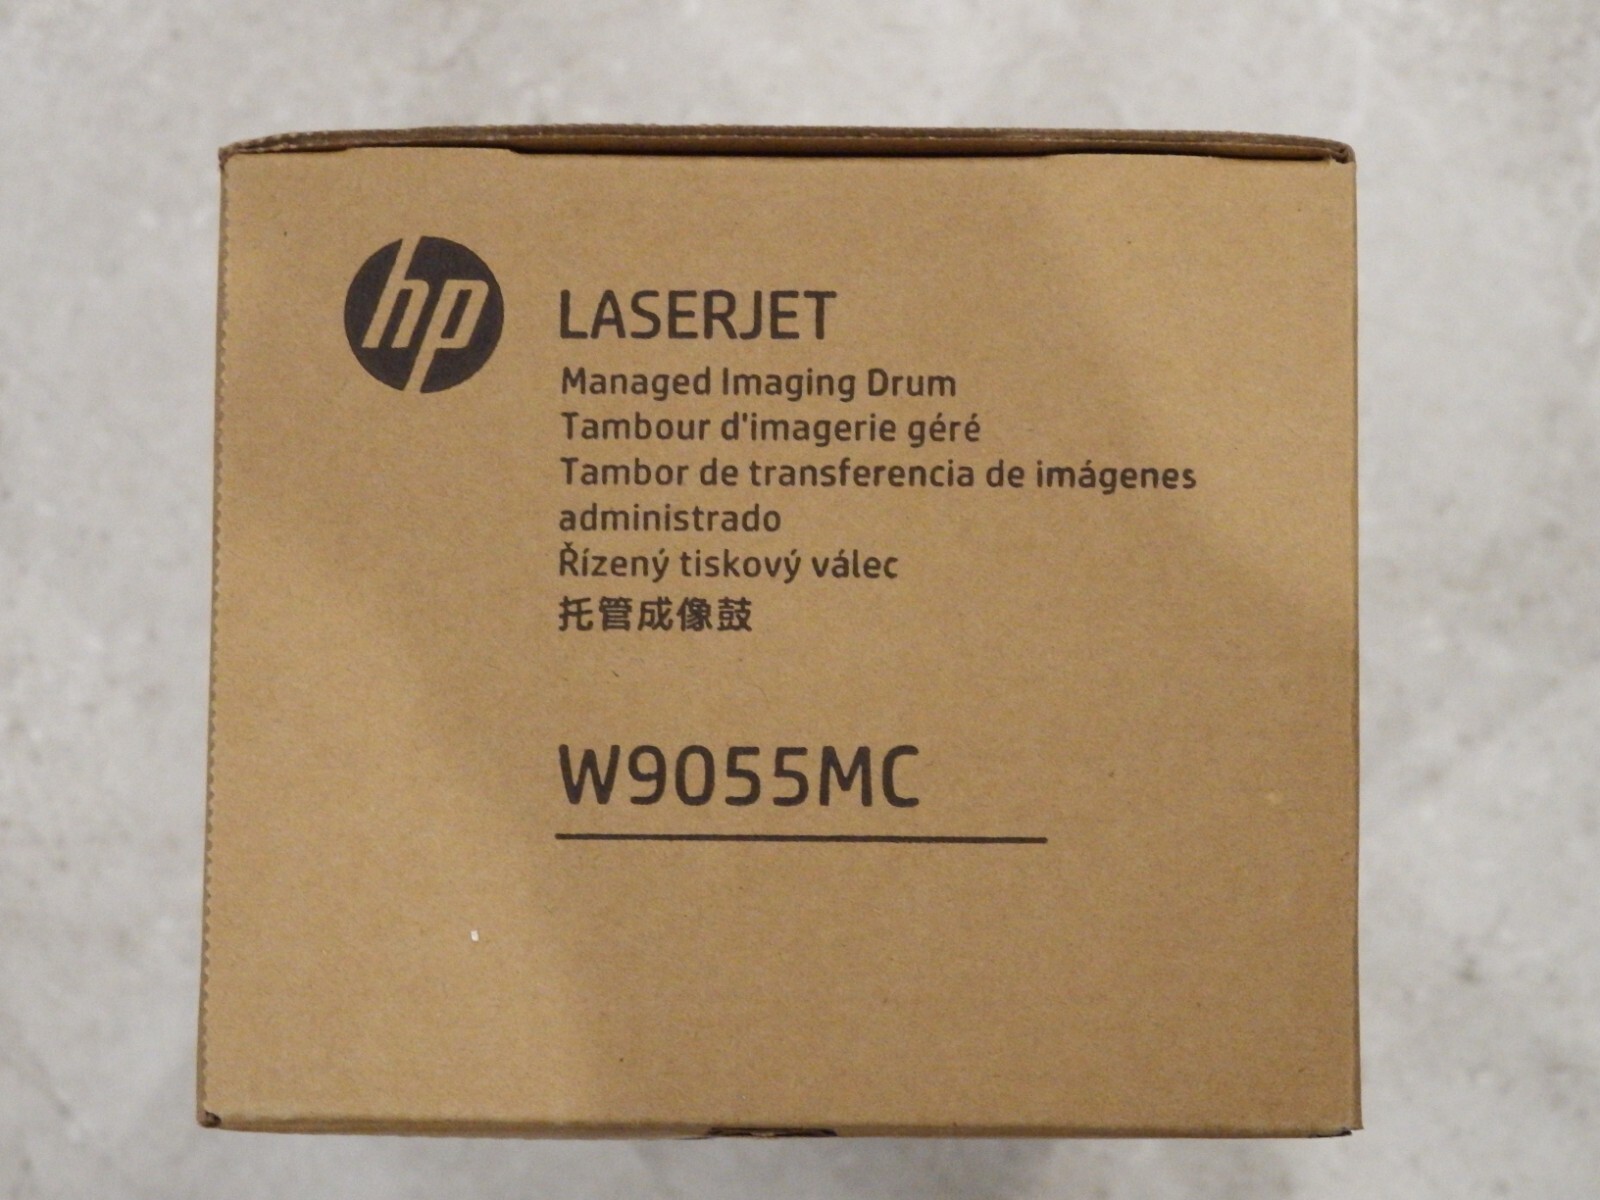 hp
LASERJET
Managed Imaging Drum
Tambour d'imagerie géré
Tambor de transferencia de imágenes
administrado
Řízený tiskový válec
托管成像鼓
W9055MC